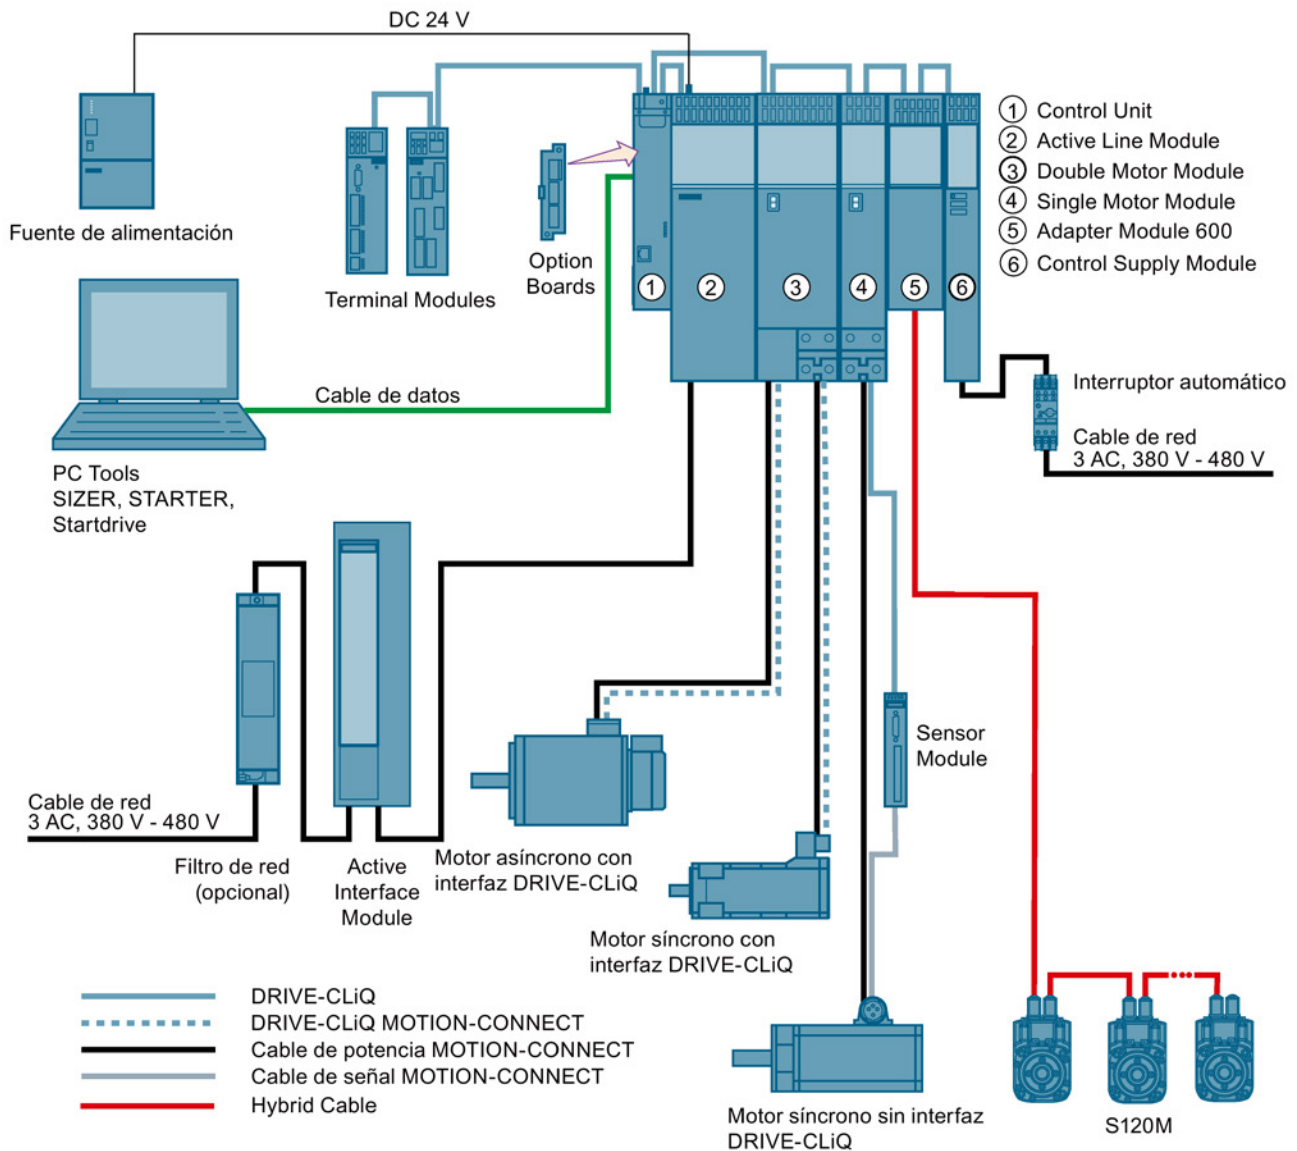 DC 24 V
① Control Unit
② Active Line Module
③ Double Motor Module
④ Single Motor Module
⑤ Adapter Module 600
⑥ Control Supply Module
Fuente de alimentación
Terminal Modules
Option
Boards
① ② ③ ④ ⑤ ⑥
Cable de datos
Interruptor automático
Cable de red
3 AC, 380 V - 480 V
PC Tools
SIZER, STARTER,
Startdrive
Sensor
Module
Cable de red
3 AC, 380 V - 480 V
Filtro de red
(opcional)
Active
Interface
Module
Motor asíncrono con
interfaz DRIVE-CLiQ
Motor síncrono con
interfaz DRIVE-CLiQ
DRIVE-CLiQ
DRIVE-CLiQ MOTION-CONNECT
Cable de potencia MOTION-CONNECT
Cable de señal MOTION-CONNECT
Hybrid Cable
Motor síncrono sin interfaz
DRIVE-CLiQ
S120M